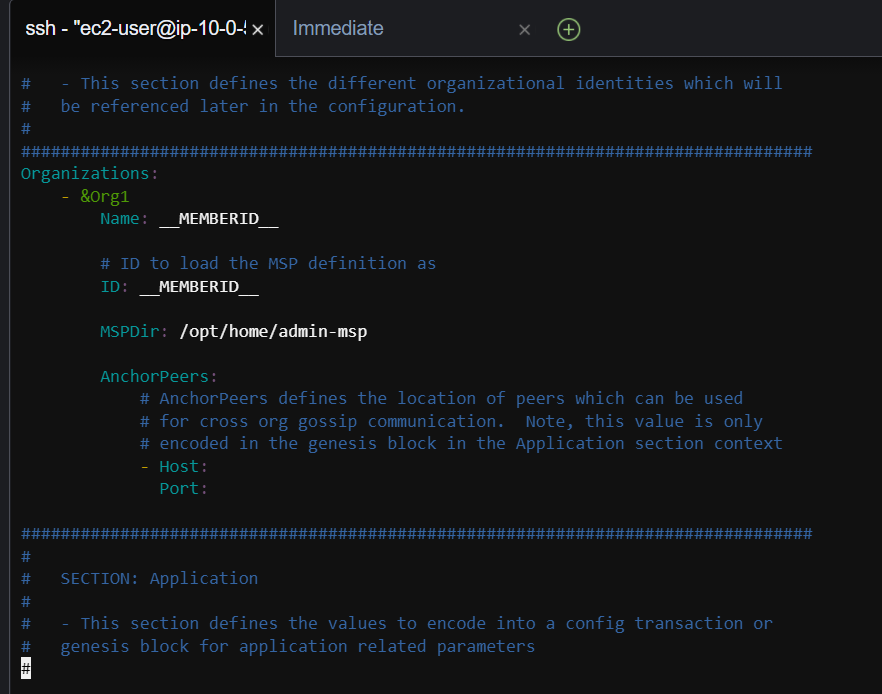 ssh - "ec2-user@ip-10-0-5 × Immediate × +
#   - This section defines the different organizational identities which will
#   be referenced later in the configuration.
#
################################################################################
Organizations:
    - &Org1
        Name: __MEMBERID__

        # ID to load the MSP definition as
        ID: __MEMBERID__

        MSPDir: /opt/home/admin-msp

        AnchorPeers:
            # AnchorPeers defines the location of peers which can be used
            # for cross org gossip communication.  Note, this value is only
            # encoded in the genesis block in the Application section context
            - Host:
              Port:

################################################################################
#
#   SECTION: Application
#
#   - This section defines the values to encode into a config transaction or
#   genesis block for application related parameters
#